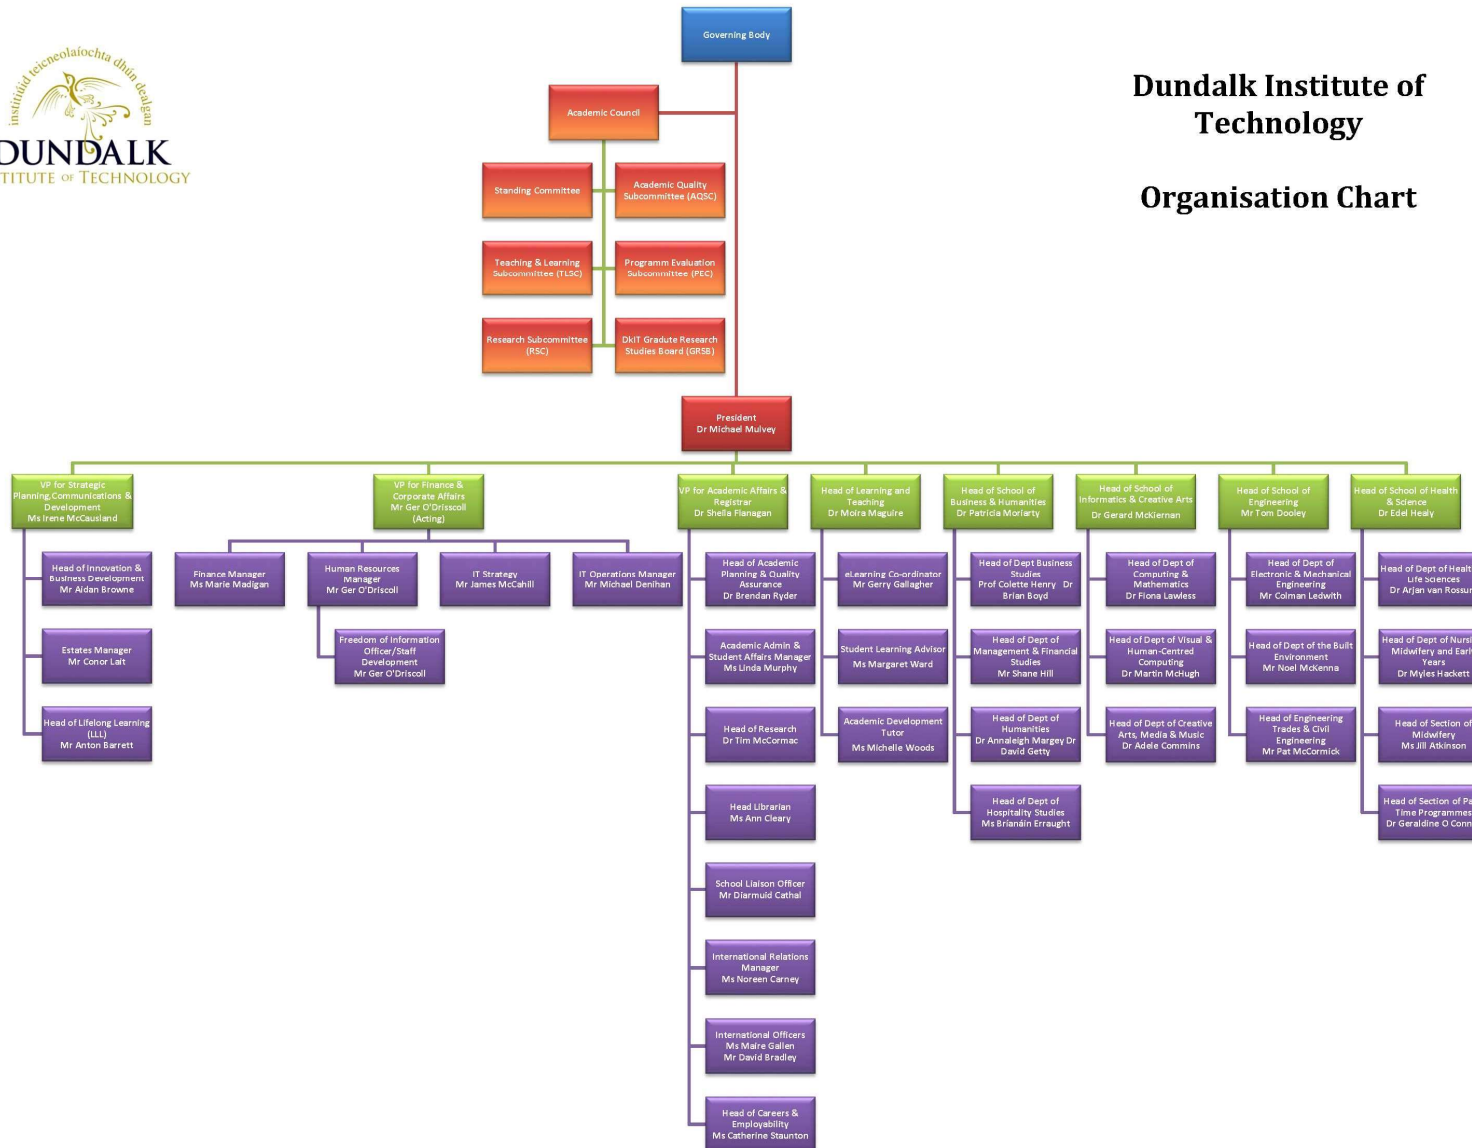 Governing Body
institiúid teicneolaíochta dhún dealgan
DUNDALK
TITUTE OF TECHNOLOGY
Dundalk Institute of
Technology
Organisation Chart
Academic Council
Standing Committee
Academic Quality
Subcommittee (AQSC)
Teaching & Learning
Subcommittee (TLSC)
Programm Evaluation
Subcommittee (PEC)
Research Subcommittee
(RSC)
DkIT Gradute Research
Studies Board (GRSB)
President
Dr Michael Mulvey
VP for Strategic
Planning,Communications &
Development
Ms Irene McCausland
Head of Innovation &
Business Development
Mr Aidan Browne
Estates Manager
Mr Conor Lait
Head of Lifelong Learning
(LLL)
Mr Anton Barrett
VP for Finance &
Corporate Affairs
Mr Ger O'Drisscoll
(Acting)
Finance Manager
Ms Marie Madigan
Human Resources
Manager
Mr Ger O'Driscoll
Freedom of Information
Officer/Staff
Development
Mr Ger O'Driscoll
IT Strategy
Mr James McCahill
IT Operations Manager
Mr Michael Denihan
VP for Academic Affairs &
Registrar
Dr Sheila Flanagan
Head of Academic
Planning & Quality
Assurance
Dr Brendan Ryder
Academic Admin &
Student Affairs Manager
Ms Linda Murphy
Head of Research
Dr Tim McCormac
Head Librarian
Ms Ann Cleary
School Liaison Officer
Mr Diarmuid Cathal
International Relations
Manager
Ms Noreen Carney
International Officers
Ms Maire Gallen
Mr David Bradley
Head of Careers &
Employability
Ms Catherine Staunton
Head of Learning and
Teaching
Dr Moira Maguire
eLearning Co-ordinator
Mr Gerry Gallagher
Student Learning Advisor
Ms Margaret Ward
Academic Development
Tutor
Ms Michelle Woods
Head of School of
Business & Humanities
Dr Patricia Moriarty
Head of Dept Business
Studies
Prof Colette Henry Dr
Brian Boyd
Head of Dept of
Management & Financial
Studies
Mr Shane Hill
Head of Dept of
Humanities
Dr Annaleigh Margey Dr
David Getty
Head of Dept of
Hospitality Studies
Ms Brianáin Erraught
Head of School of
Informatics & Creative Arts
Dr Gerard McKiernan
Head of Dept of
Computing &
Mathematics
Dr Fiona Lawless
Head of Dept of Visual &
Human-Centred
Computing
Dr Martin McHugh
Head of Dept of Creative
Arts, Media & Music
Dr Adele Commins
Head of School of
Engineering
Mr Tom Dooley
Head of Dept of
Electronic & Mechanical
Engineering
Mr Colman Ledwith
Head of Dept of the Built
Environment
Mr Noel McKenna
Head of Engineering
Trades & Civil
Engineering
Mr Pat McCormick
Head of School of Health
& Science
Dr Edel Healy
Head of Dept of Healt
Life Sciences
Dr Arjan van Rossum
Head of Dept of Nursi
Midwifery and Early
Years
Dr Myles Hackett
Head of Section of
Midwifery
Ms Jill Atkinson
Head of Section of Pa
Time Programmes
Dr Geraldine O Conn